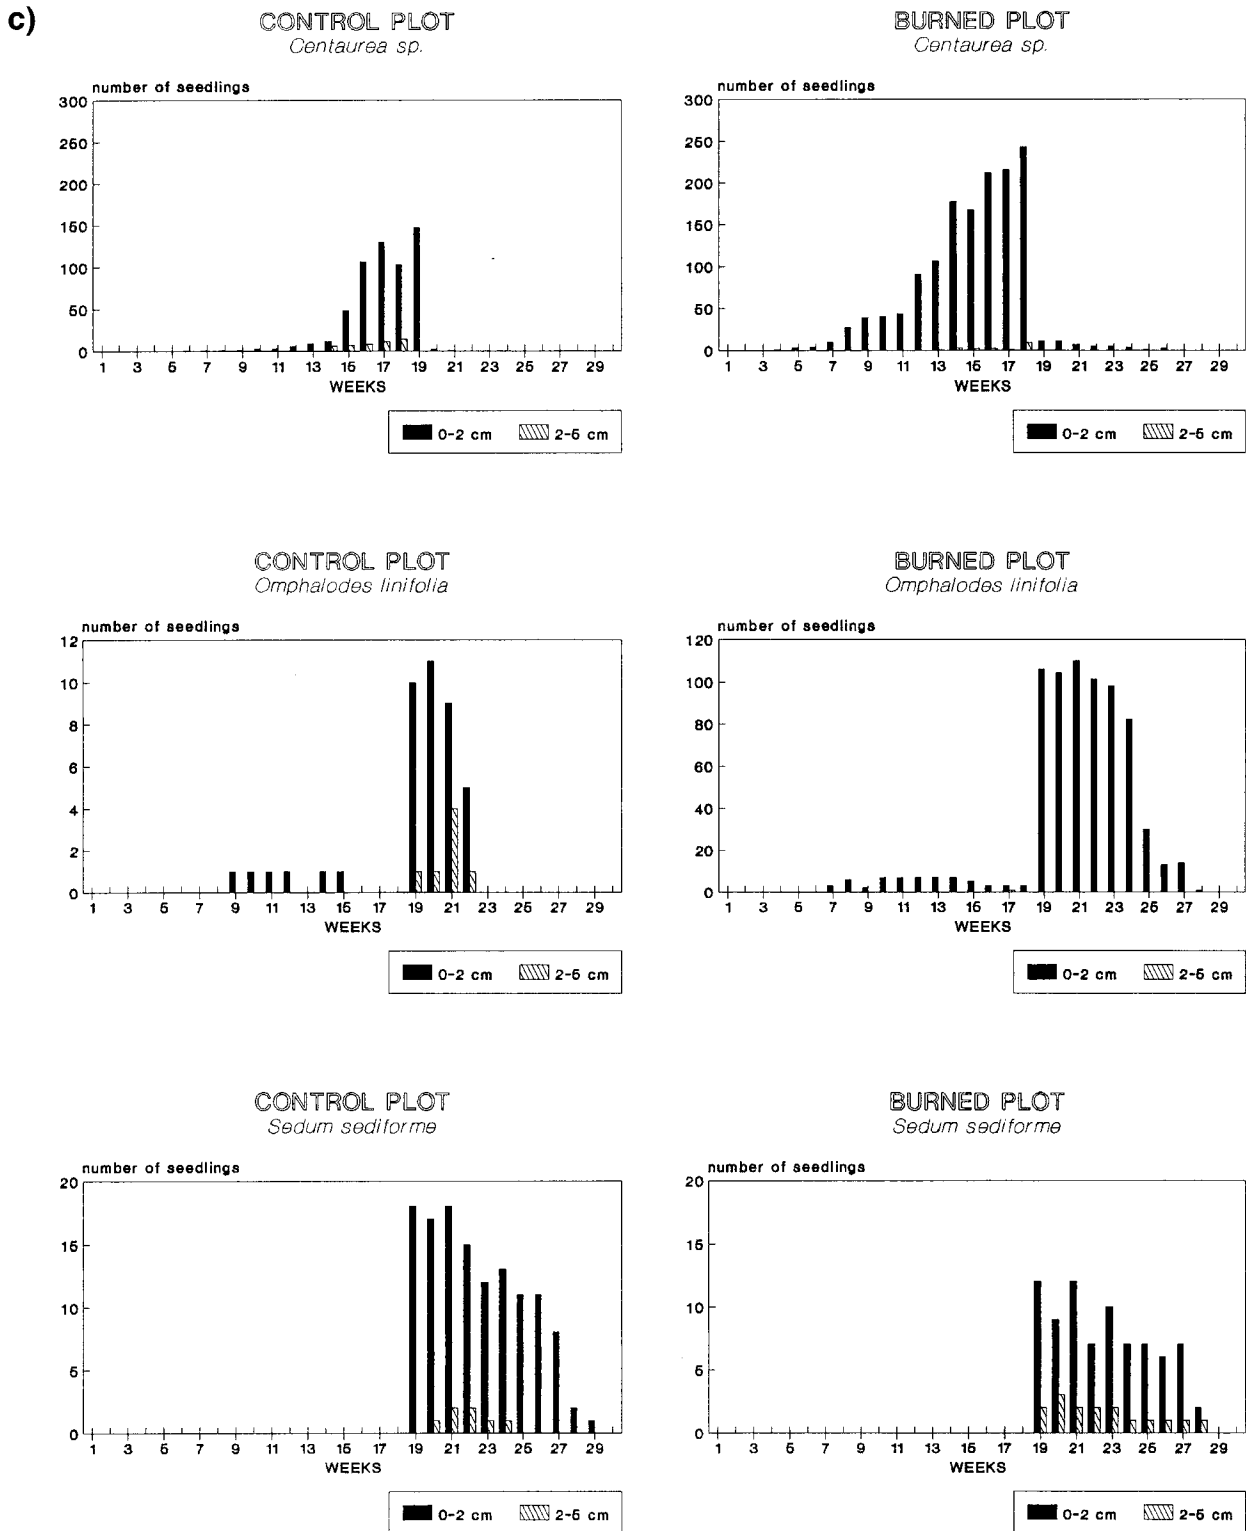 c)
CONTROL PLOT
Centaurea sp.
number of seedlings
300
250
200
150
100
50
0
1 3 5 7 9 11 13 15 17 19 21 23 25 27 29
WEEKS
0-2 cm 2-5 cm
BURNED PLOT
Centaurea sp.
number of seedlings
300
250
200
150
100
50
0
1 3 5 7 9 11 13 15 17 19 21 23 25 27 29
WEEKS
0-2 cm 2-5 cm
CONTROL PLOT
Omphalodes linifolia
number of seedlings
12
10
8
6
4
2
0
1 3 5 7 9 11 13 15 17 19 21 23 25 27 29
WEEKS
0-2 cm 2-5 cm
BURNED PLOT
Omphalodes linifolia
number of seedlings
120
100
80
60
40
20
0
1 3 5 7 9 11 13 15 17 19 21 23 25 27 29
WEEKS
0-2 cm 2-5 cm
CONTROL PLOT
Sedum sediforme
number of seedlings
20
15
10
5
0
1 3 5 7 9 11 13 15 17 19 21 23 25 27 29
WEEKS
0-2 cm 2-5 cm
BURNED PLOT
Sedum sediforme
number of seedlings
20
15
10
5
0
1 3 5 7 9 11 13 15 17 19 21 23 25 27 29
WEEKS
0-2 cm 2-5 cm